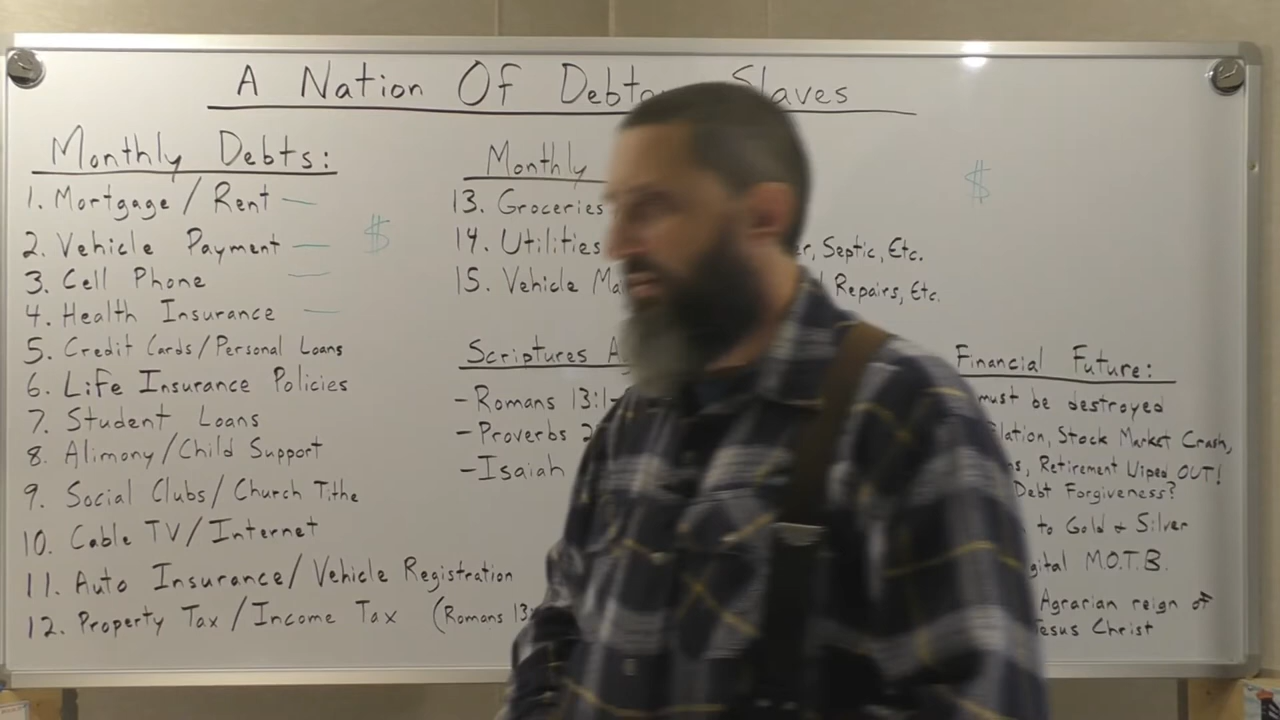 A Nation Of Debt Slaves
Monthly Debts:
1. Mortgage / Rent —
2. Vehicle Payment —
$
3. Cell Phone —
4. Health Insurance —
5. Credit Cards/Personal Loans
6. Life Insurance Policies
7. Student Loans
8. Alimony/Child Support
9. Social Clubs/Church Tithe
10. Cable TV/Internet
11. Auto Insurance/Vehicle Registration
12. Property Tax/Income Tax (Romans 13:
Monthly
$
13. Groceries
14. Utilities Septic, Etc.
15. Vehicle Repairs, Etc.
Scriptures
- Romans 13:1-
- Proverbs 2
- Isaiah
Financial Future:
must be destroyed
Stock Market Crash,
Retirement Wiped OUT!
Debt Forgiveness?
to Gold & Silver
M.O.T.B.
Agrarian reign of
Jesus Christ